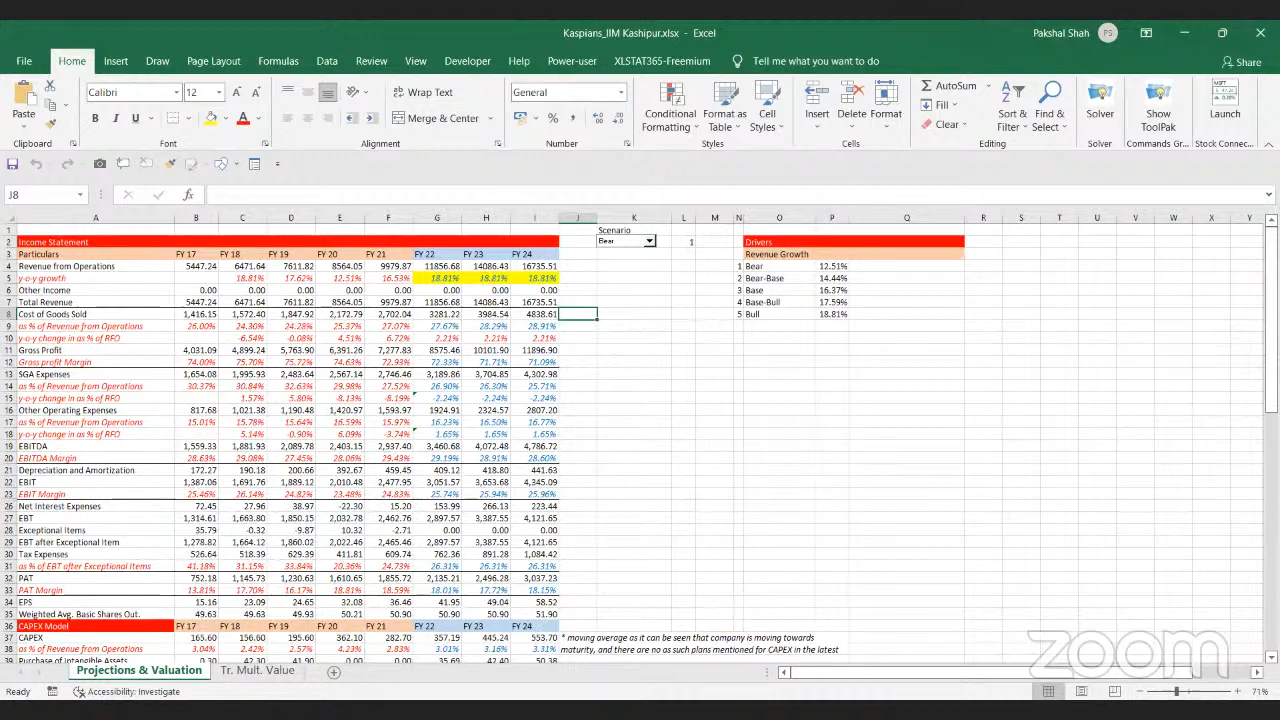 Kaspians_IIM Kashipur.xlsx - Excel
Pakshal Shah PS
File Home Insert Draw Page Layout Formulas Data Review View Developer Help Power-user XLSTAT365-Freemium Tell me what you want to do Share
Calibri 12 Wrap Text General AutoSum
Paste Conditional Formatting Format as Table Cell Styles Insert Delete Format Fill Sort & Filter Find & Select Solver Show ToolPak Launch
Merge & Center Clear
Clipboard Font Alignment Number Styles Cells Editing Solver Commands Gr... Stock Connec...
J8 fx
A B C D E F G H I J K L M N O P Q R S T U V W X Y
1 Scenario
2 Income Statement Bear 1 Drivers
3 Particulars FY 17 FY 18 FY 19 FY 20 FY 21 FY 22 FY 23 FY 24 Revenue Growth
4 Revenue from Operations 5447.24 6471.64 7611.82 8564.05 9979.87 11856.68 14086.43 16735.51 1 Bear 12.51%
5 y-o-y growth 18.81% 17.62% 12.51% 16.53% 18.81% 18.81% 18.81% 2 Bear-Base 14.44%
6 Other Income 0.00 0.00 0.00 0.00 0.00 0.00 0.00 0.00 3 Base 16.37%
7 Total Revenue 5447.24 6471.64 7611.82 8564.05 9979.87 11856.68 14086.43 16735.51 4 Base-Bull 17.59%
8 Cost of Goods Sold 1,416.15 1,572.40 1,847.92 2,172.79 2,702.04 3281.22 3984.54 4838.61 5 Bull 18.81%
9 as % of Revenue from Operations 26.00% 24.30% 24.28% 25.37% 27.07% 27.67% 28.29% 28.91%
10 y-o-y change in as % of RFO -6.54% -0.08% 4.51% 6.72% 2.21% 2.21% 2.21%
11 Gross Profit 4,031.09 4,899.24 5,763.90 6,391.26 7,277.83 8575.46 10101.90 11896.90
12 Gross profit Margin 74.00% 75.70% 75.72% 74.63% 72.93% 72.33% 71.71% 71.09%
13 SGA Expenses 1,654.08 1,995.93 2,483.64 2,567.14 2,746.46 3,189.86 3,704.85 4,302.98
14 as % of Revenue from Operations 30.37% 30.84% 32.63% 29.98% 27.52% 26.90% 26.30% 25.71%
15 y-o-y change in as % of RFO 1.57% 5.80% -8.13% -8.19% -2.24% -2.24% -2.24%
16 Other Operating Expenses 817.68 1,021.38 1,190.48 1,420.97 1,593.97 1924.91 2324.57 2807.20
17 as % of Revenue from Operations 15.01% 15.78% 15.64% 16.59% 15.97% 16.23% 16.50% 16.77%
18 y-o-y change in as % of RFO 5.14% -0.90% 6.09% -3.74% 1.65% 1.65% 1.65%
19 EBITDA 1,559.33 1,881.93 2,089.78 2,403.15 2,937.40 3,460.68 4,072.48 4,786.72
20 EBITDA Margin 28.63% 29.08% 27.45% 28.06% 29.43% 29.19% 28.91% 28.60%
21 Depreciation and Amortization 172.27 190.18 200.66 392.67 459.45 409.12 418.80 441.63
22 EBIT 1,387.06 1,691.76 1,889.12 2,010.48 2,477.95 3,051.57 3,653.68 4,345.09
23 EBIT Margin 25.46% 26.14% 24.82% 23.48% 24.83% 25.74% 25.94% 25.96%
26 Net Interest Expenses 72.45 27.96 38.97 -22.30 15.20 153.99 266.13 223.44
27 EBT 1,314.61 1,663.80 1,850.15 2,032.78 2,462.76 2,897.57 3,387.55 4,121.65
28 Exceptional Items 35.79 -0.32 -9.87 10.32 -2.71 0.00 0.00 0.00
29 EBT after Exceptional Item 1,278.82 1,664.12 1,860.02 2,022.46 2,465.46 2,897.57 3,387.55 4,121.65
30 Tax Expenses 526.64 518.39 629.39 411.81 609.74 762.36 891.28 1,084.42
31 as % of EBT after Exceptional Items 41.18% 31.15% 33.84% 20.36% 24.73% 26.31% 26.31% 26.31%
32 PAT 752.18 1,145.73 1,230.63 1,610.65 1,855.72 2,135.21 2,496.28 3,037.23
33 PAT Margin 13.81% 17.70% 16.17% 18.81% 18.59% 18.01% 17.72% 18.15%
34 EPS 15.16 23.09 24.65 32.08 36.46 41.95 49.04 58.52
35 Weighted Avg. Basic Shares Out. 49.63 49.63 49.93 50.21 50.90 50.90 50.90 51.90
36 CAPEX Model FY 17 FY 18 FY 19 FY 20 FY 21 FY 22 FY 23 FY 24
37 CAPEX 165.60 156.60 195.60 362.10 282.70 357.19 445.24 553.70 * moving average as it can be seen that company is moving towards
38 as % of Revenue from Operations 3.04% 2.42% 2.57% 4.23% 2.83% 3.01% 3.16% 3.31% maturity, and there are no as such plans mentioned for CAPEX in the latest
39 Purchase of Intangible Assets 0.30 42.30 41.30 40.10 22.20 35.69 42.40 50.38
Projections & Valuation Tr. Mult. Value
Ready Accessibility: Investigate 71%
zoom